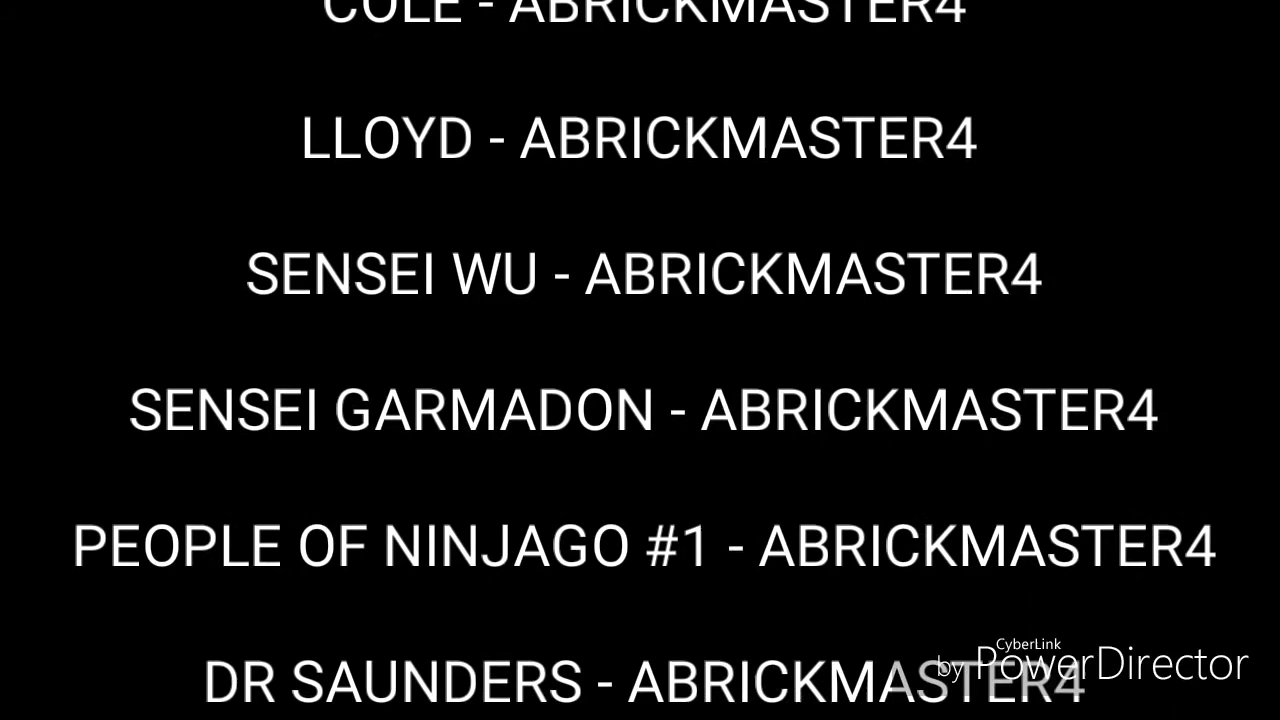 COLE - ABRICKMASTER4
LLOYD - ABRICKMASTER4
SENSEI WU - ABRICKMASTER4
SENSEI GARMADON - ABRICKMASTER4
PEOPLE OF NINJAGO #1 - ABRICKMASTER4
DR SAUNDERS - ABRICKMASTER4
CyberLink
by PowerDirector